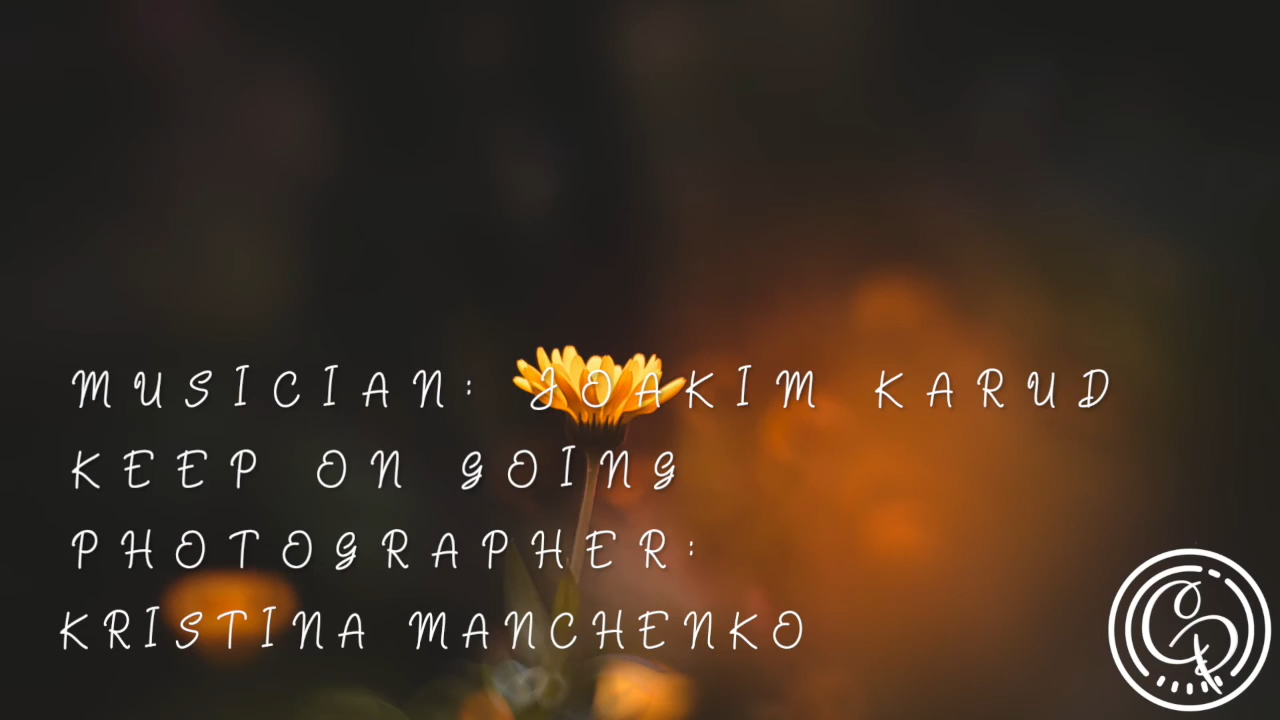 MUSICIAN: JOAKIM KARUD
KEEP ON GOING
PHOTOGRAPHER:
KRISTINA MANCHENKO